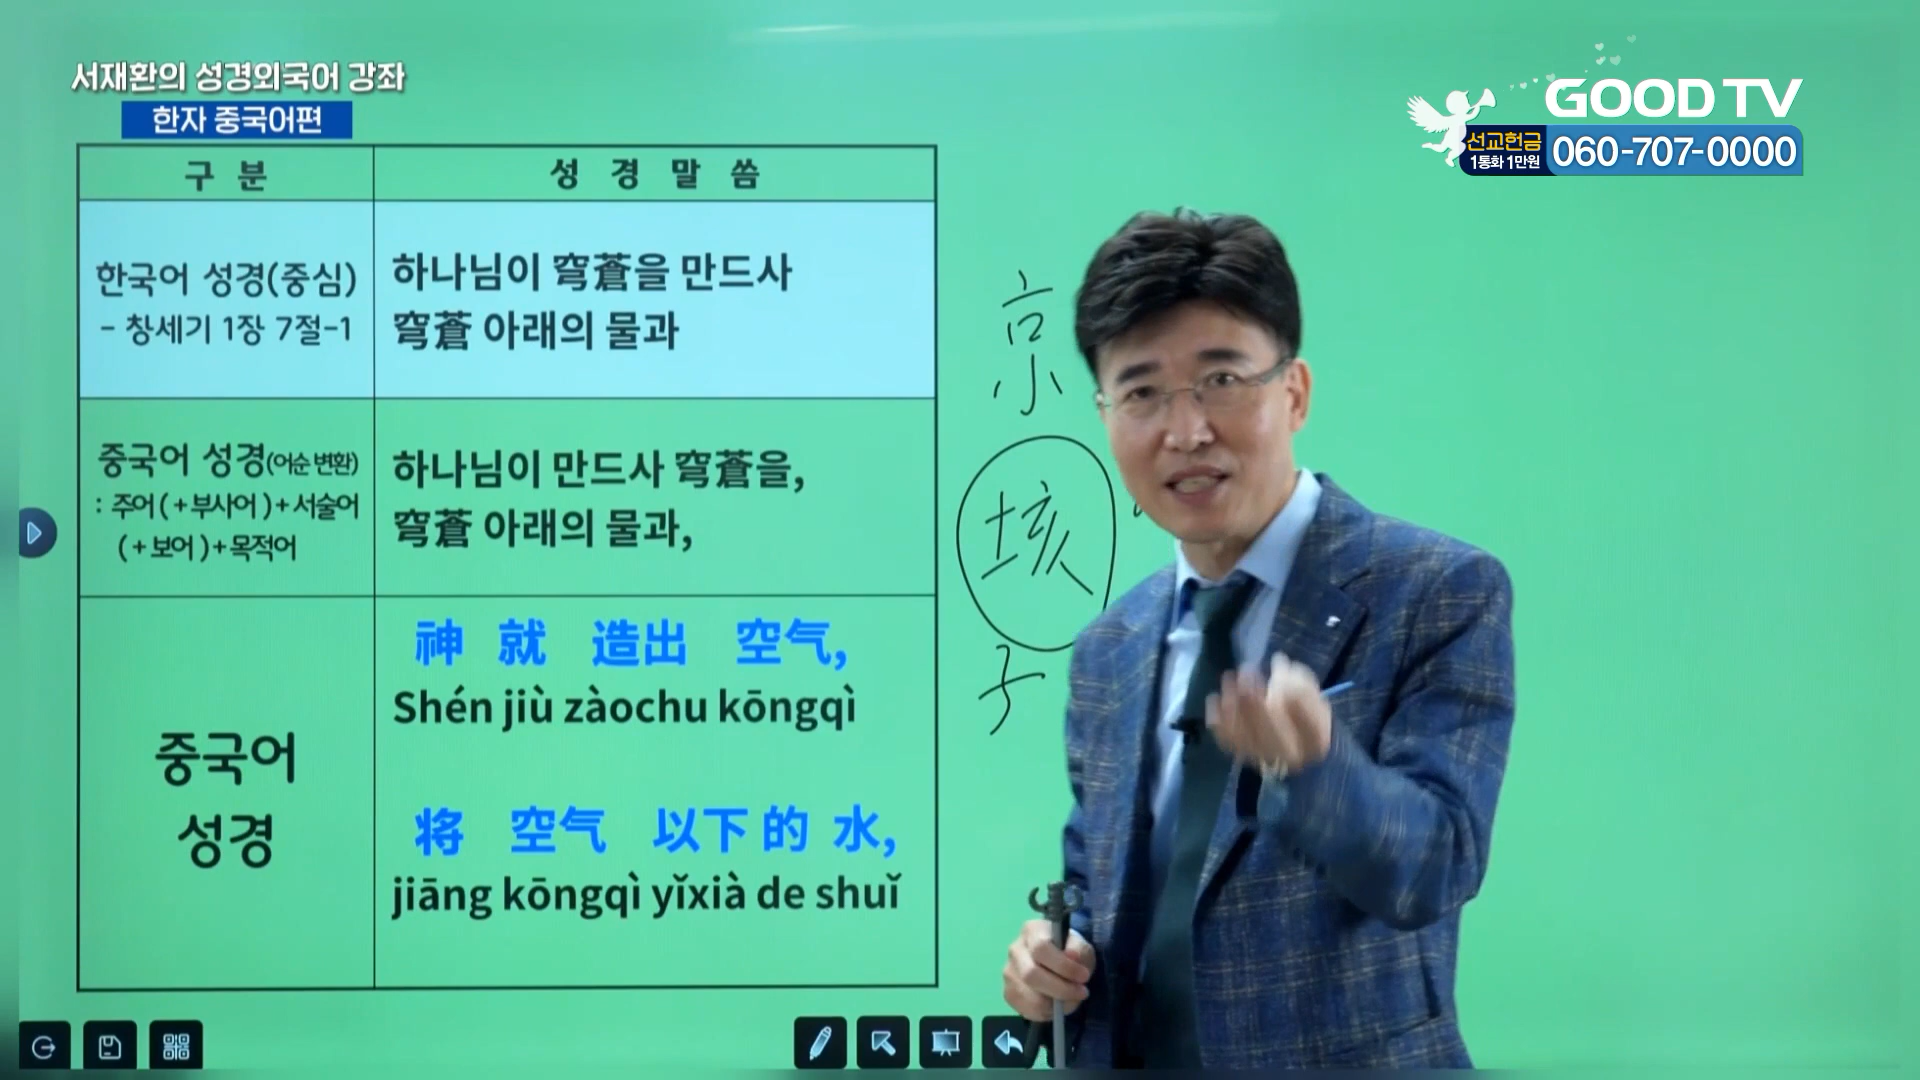 서재환의 성경외국어 강좌
한자 중국어편
GOOD TV
선교헌금
1통화 1만원
060-707-0000
구 분
성 경 말 씀
한국어 성경(중심)
- 창세기 1장 7절-1
하나님이 穹蒼을 만드사
穹蒼 아래의 물과
중국어 성경(어순 변환)
: 주어 ( + 부사어 ) + 서술어
( + 보어 ) + 목적어
하나님이 만드사 穹蒼을,
穹蒼 아래의 물과,
중국어
성경
神 就 造出 空气,
Shén jiù zàochu kōngqì
将 空气 以下 的 水,
jiāng kōngqì yǐxià de shuǐ
京
垓